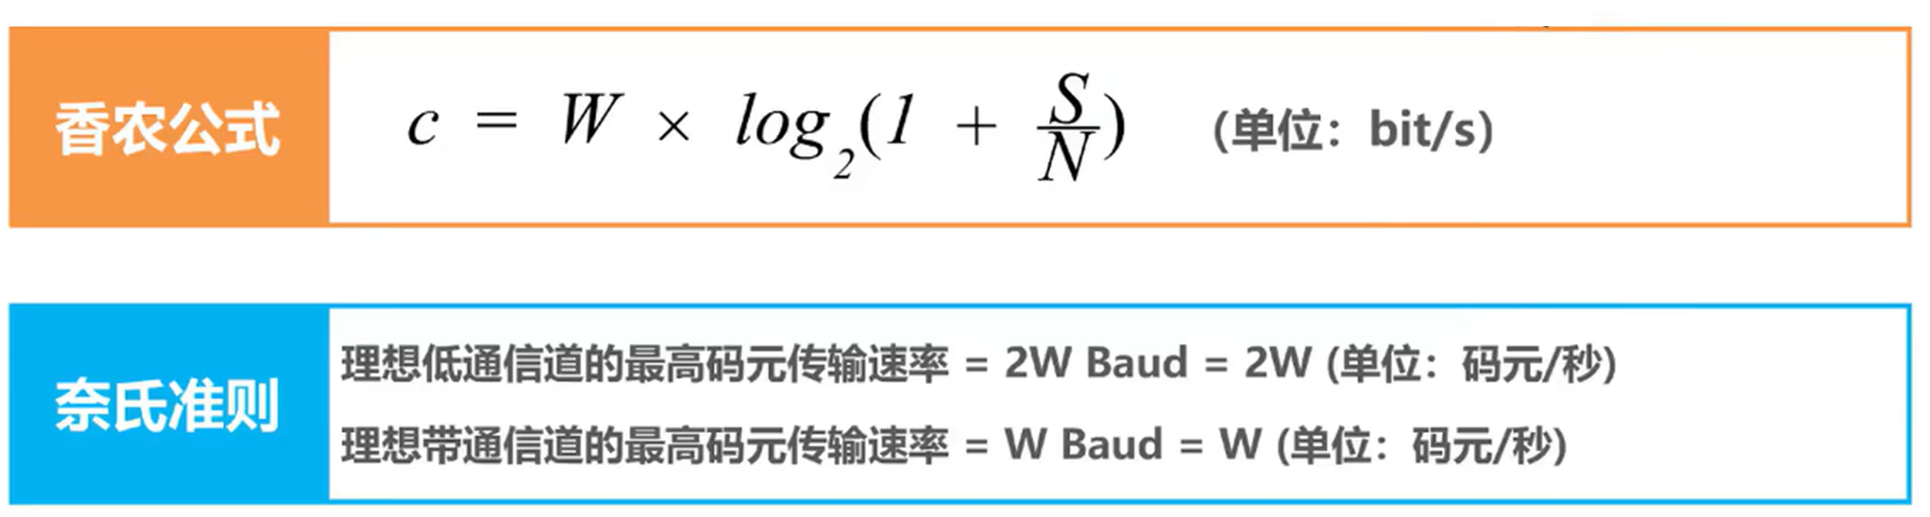 香农公式
c = W × log₂(1 + S/N) (单位：bit/s)
奈氏准则
理想低通信道的最高码元传输速率 = 2W Baud = 2W (单位：码元/秒)
理想带通信道的最高码元传输速率 = W Baud = W (单位：码元/秒)